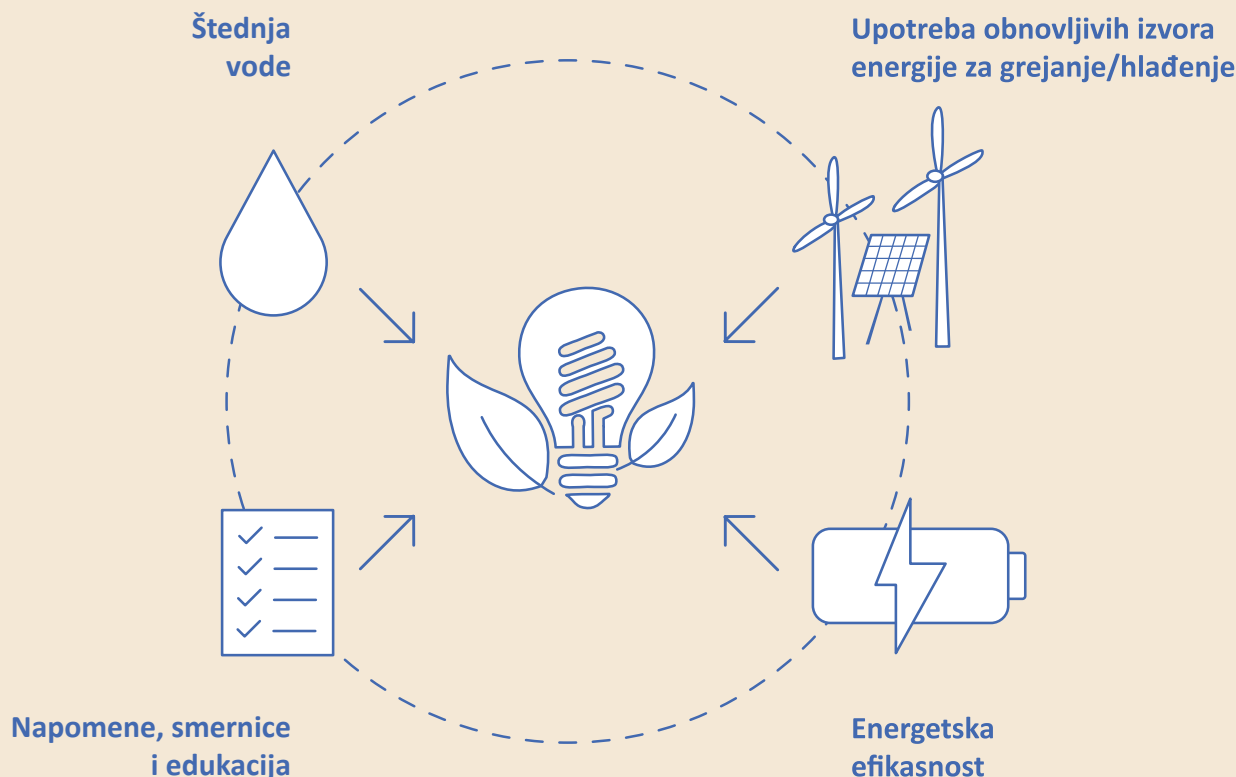 Štednja
vode
Upotreba obnovljivih izvora
energije za grejanje/hlađenje
Napomene, smernice
i edukacija
Energetska
efikasnost